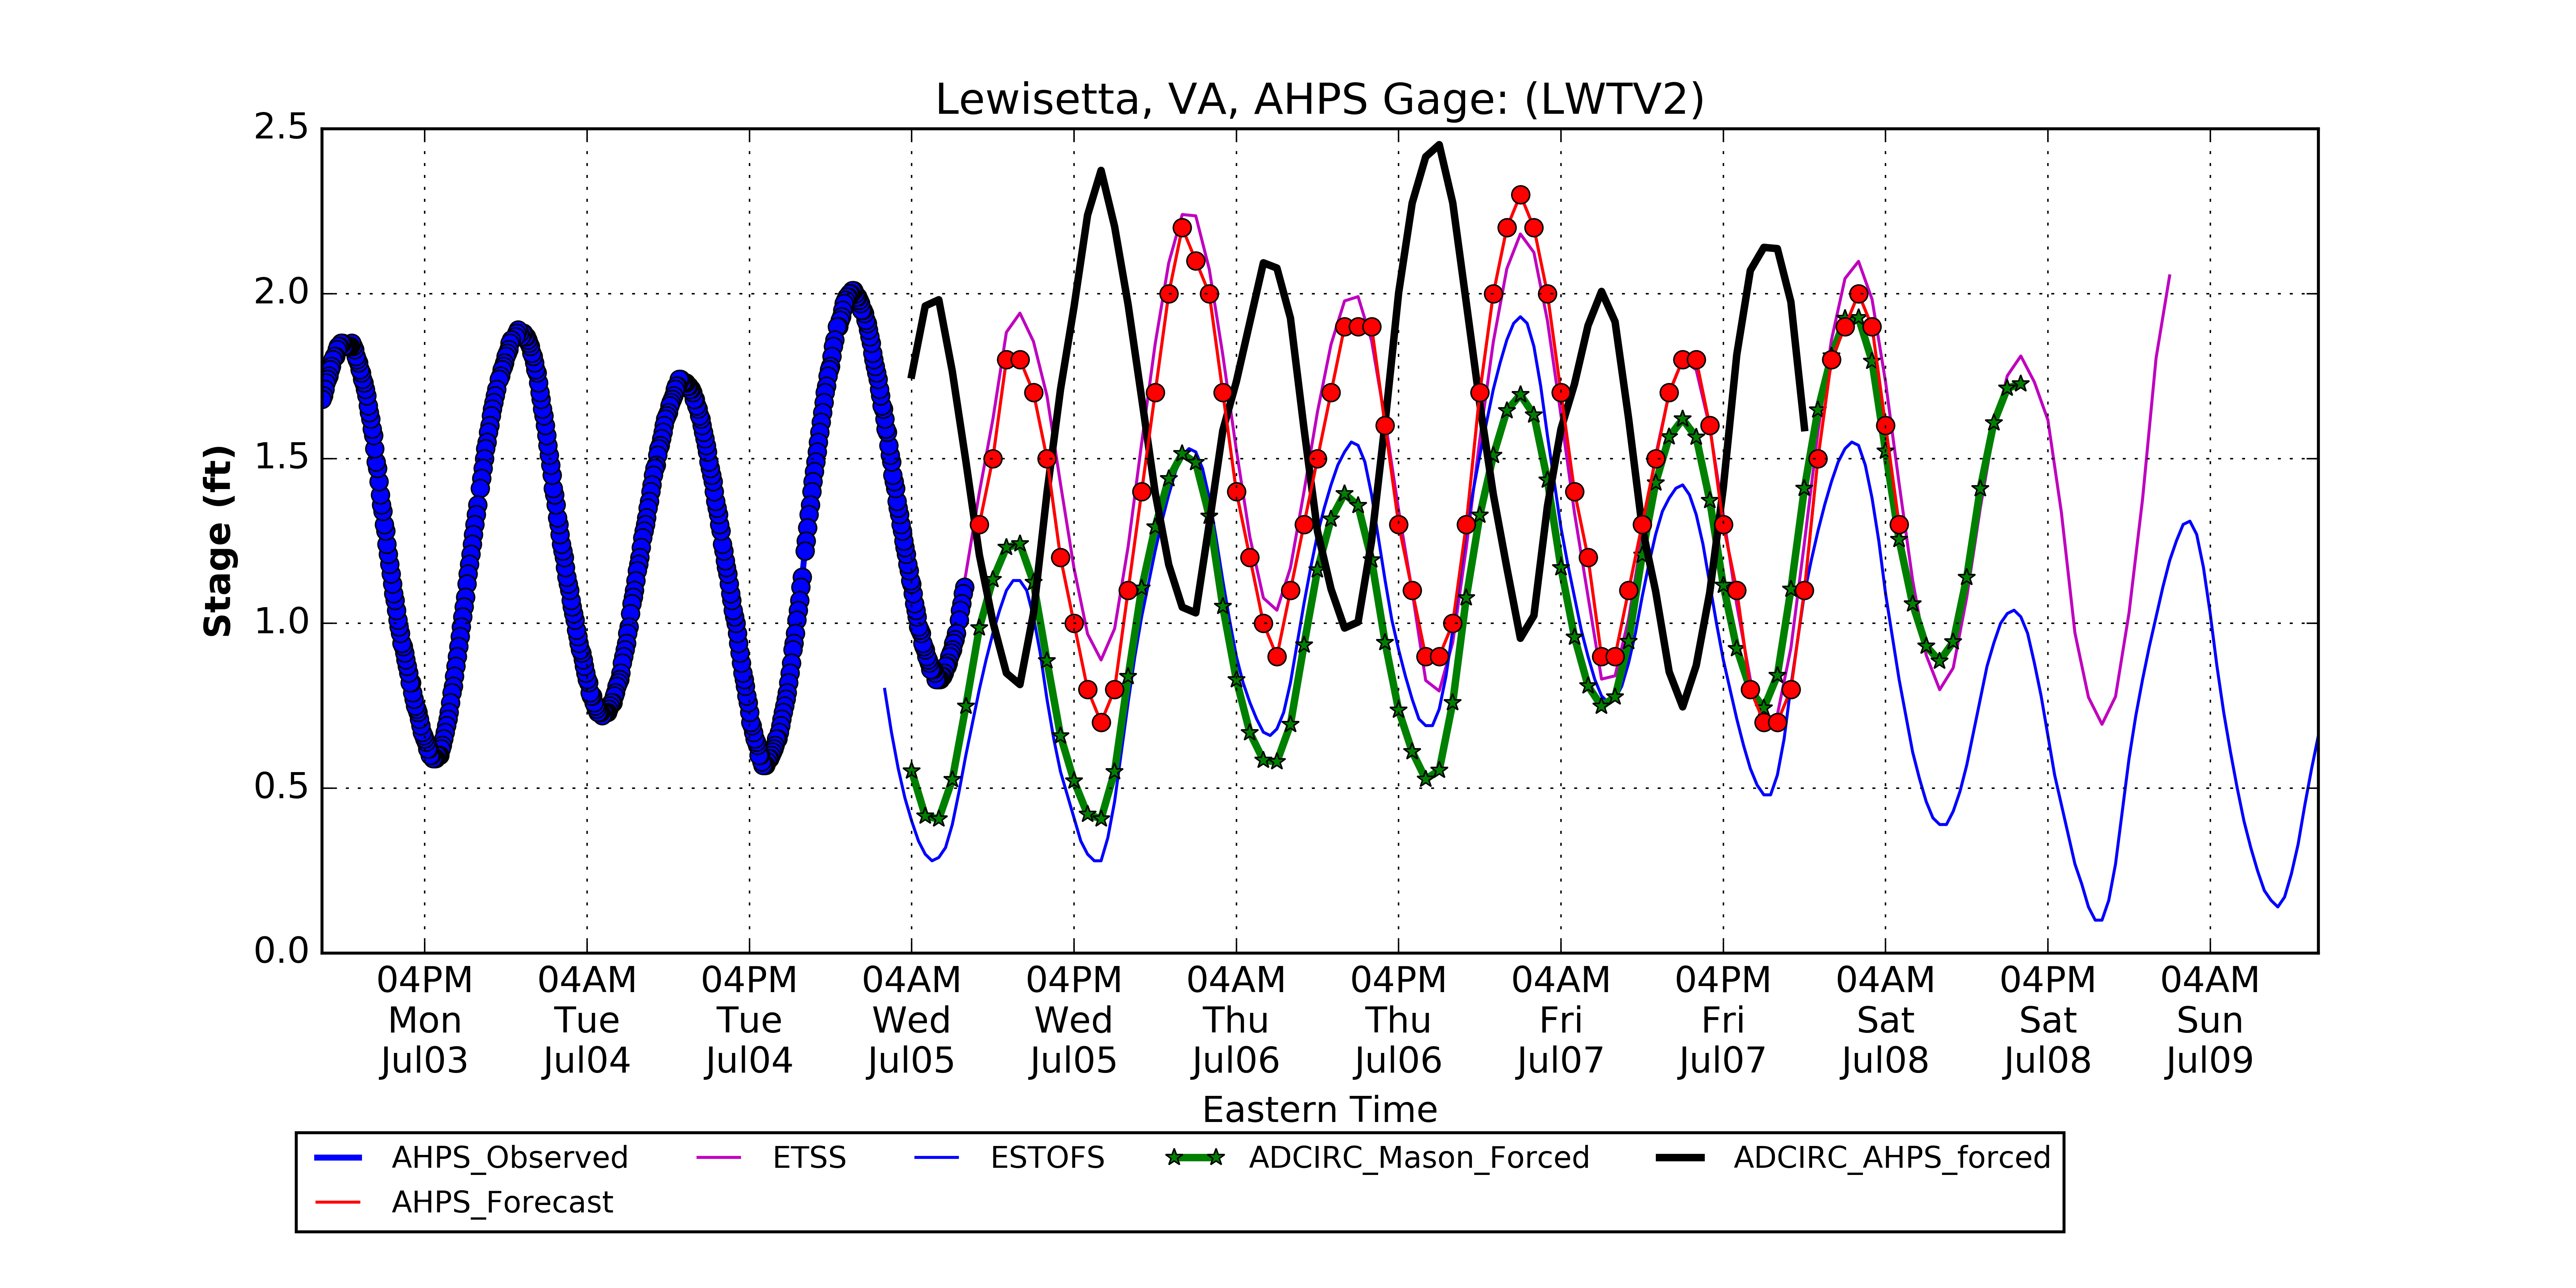 Lewisetta, VA, AHPS Gage: (LWTV2)
Stage (ft)
2.5
2.0
1.5
1.0
0.5
0.0
04PM 04AM 04PM 04AM 04PM 04AM 04PM 04AM 04PM 04AM 04PM 04AM
Mon Tue Tue Wed Wed Thu Thu Fri Fri Sat Sat Sun
Jul03 Jul04 Jul04 Jul05 Jul05 Jul06 Jul06 Jul07 Jul07 Jul08 Jul08 Jul09
Eastern Time
AHPS_Observed ETSS ESTOFS ADCIRC_Mason_Forced ADCIRC_AHPS_forced
AHPS_Forecast